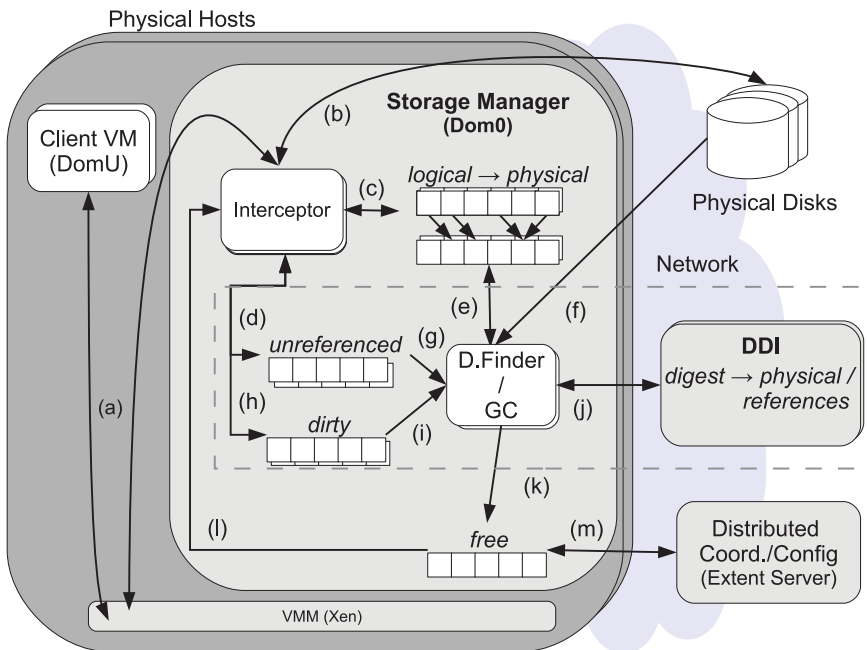 Physical Hosts
Storage Manager
(Dom0)
Client VM
(DomU)
(b)
logical → physical
(c)
Interceptor
Physical Disks
Network
(d)
(e)
(f)
unreferenced
(g)
D.Finder
/
GC
DDI
digest → physical /
references
(a)
(h)
dirty
(i)
(j)
(k)
(l)
free
(m)
Distributed
Coord./Config
(Extent Server)
VMM (Xen)